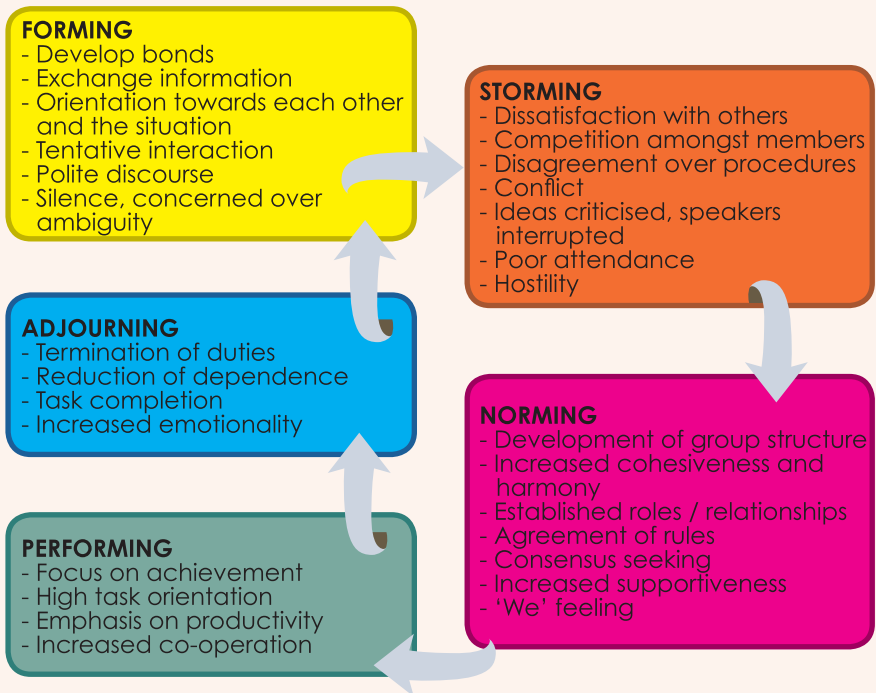 FORMING
- Develop bonds
- Exchange information
- Orientation towards each other
and the situation
- Tentative interaction
- Polite discourse
- Silence, concerned over
ambiguity
STORMING
- Dissatisfaction with others
- Competition amongst members
- Disagreement over procedures
- Conflict
- Ideas criticised, speakers
interrupted
- Poor attendance
- Hostility
NORMING
- Development of group structure
- Increased cohesiveness and
harmony
- Established roles / relationships
- Agreement of rules
- Consensus seeking
- Increased supportiveness
- ‘We’ feeling
PERFORMING
- Focus on achievement
- High task orientation
- Emphasis on productivity
- Increased co-operation
ADJOURNING
- Termination of duties
- Reduction of dependence
- Task completion
- Increased emotionality